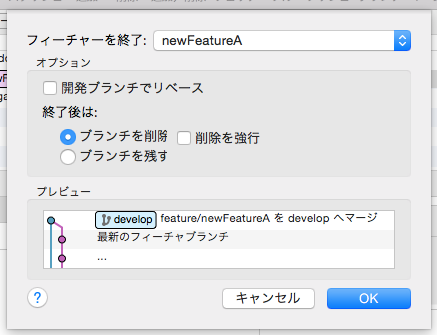 フィーチャーを終了: newFeatureA
オプション
開発ブランチでリベース
終了後は:
ブランチを削除 削除を強行
ブランチを残す
プレビュー
develop feature/newFeatureA を develop へマージ
最新のフィーチャブランチ
...
? キャンセル OK